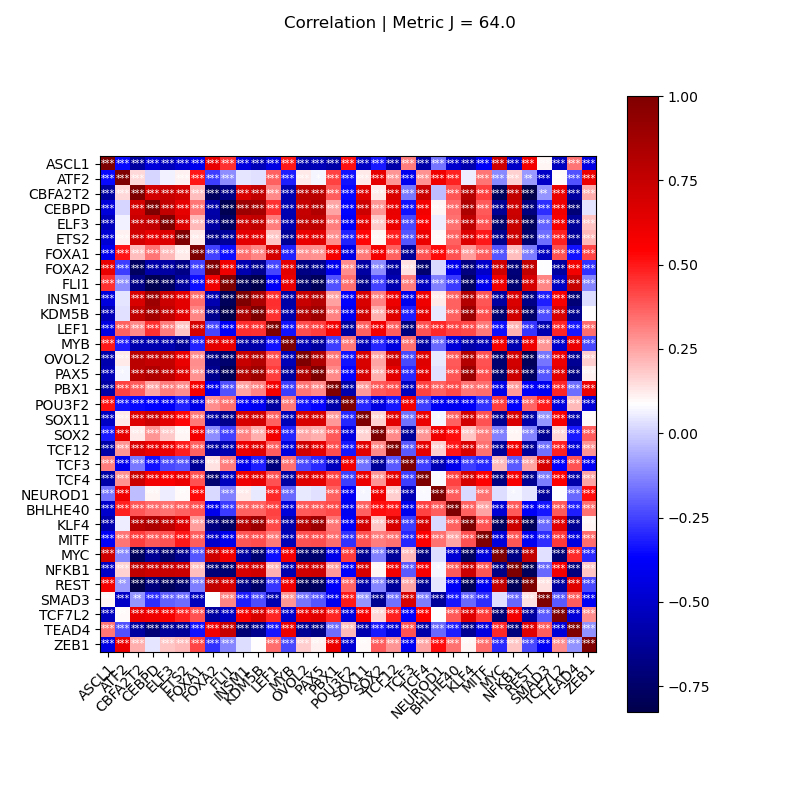 Correlation | Metric J = 64.0
ASCL1
ATF2
CBFA2T2
CEBPD
ELF3
ETS2
FOXA1
FOXA2
FLI1
INSM1
KDM5B
LEF1
MYB
OVOL2
PAX5
PBX1
POU3F2
SOX11
SOX2
TCF12
TCF3
TCF4
NEUROD1
BHLHE40
KLF4
MITF
MYC
NFKB1
REST
SMAD3
TCF7L2
TEAD4
ZEB1
ASCL1
ATF2
CBFA2T2
CEBPD
ELF3
ETS2
FOXA1
FOXA2
FLI1
INSM1
KDM5B
LEF1
MYB
OVOL2
PAX5
PBX1
POU3F2
SOX11
SOX2
TCF12
TCF3
TCF4
NEUROD1
BHLHE40
KLF4
MITF
MYC
NFKB1
REST
SMAD3
TCF7L2
TEAD4
ZEB1
1.00
0.75
0.50
0.25
0.00
−0.25
−0.50
−0.75